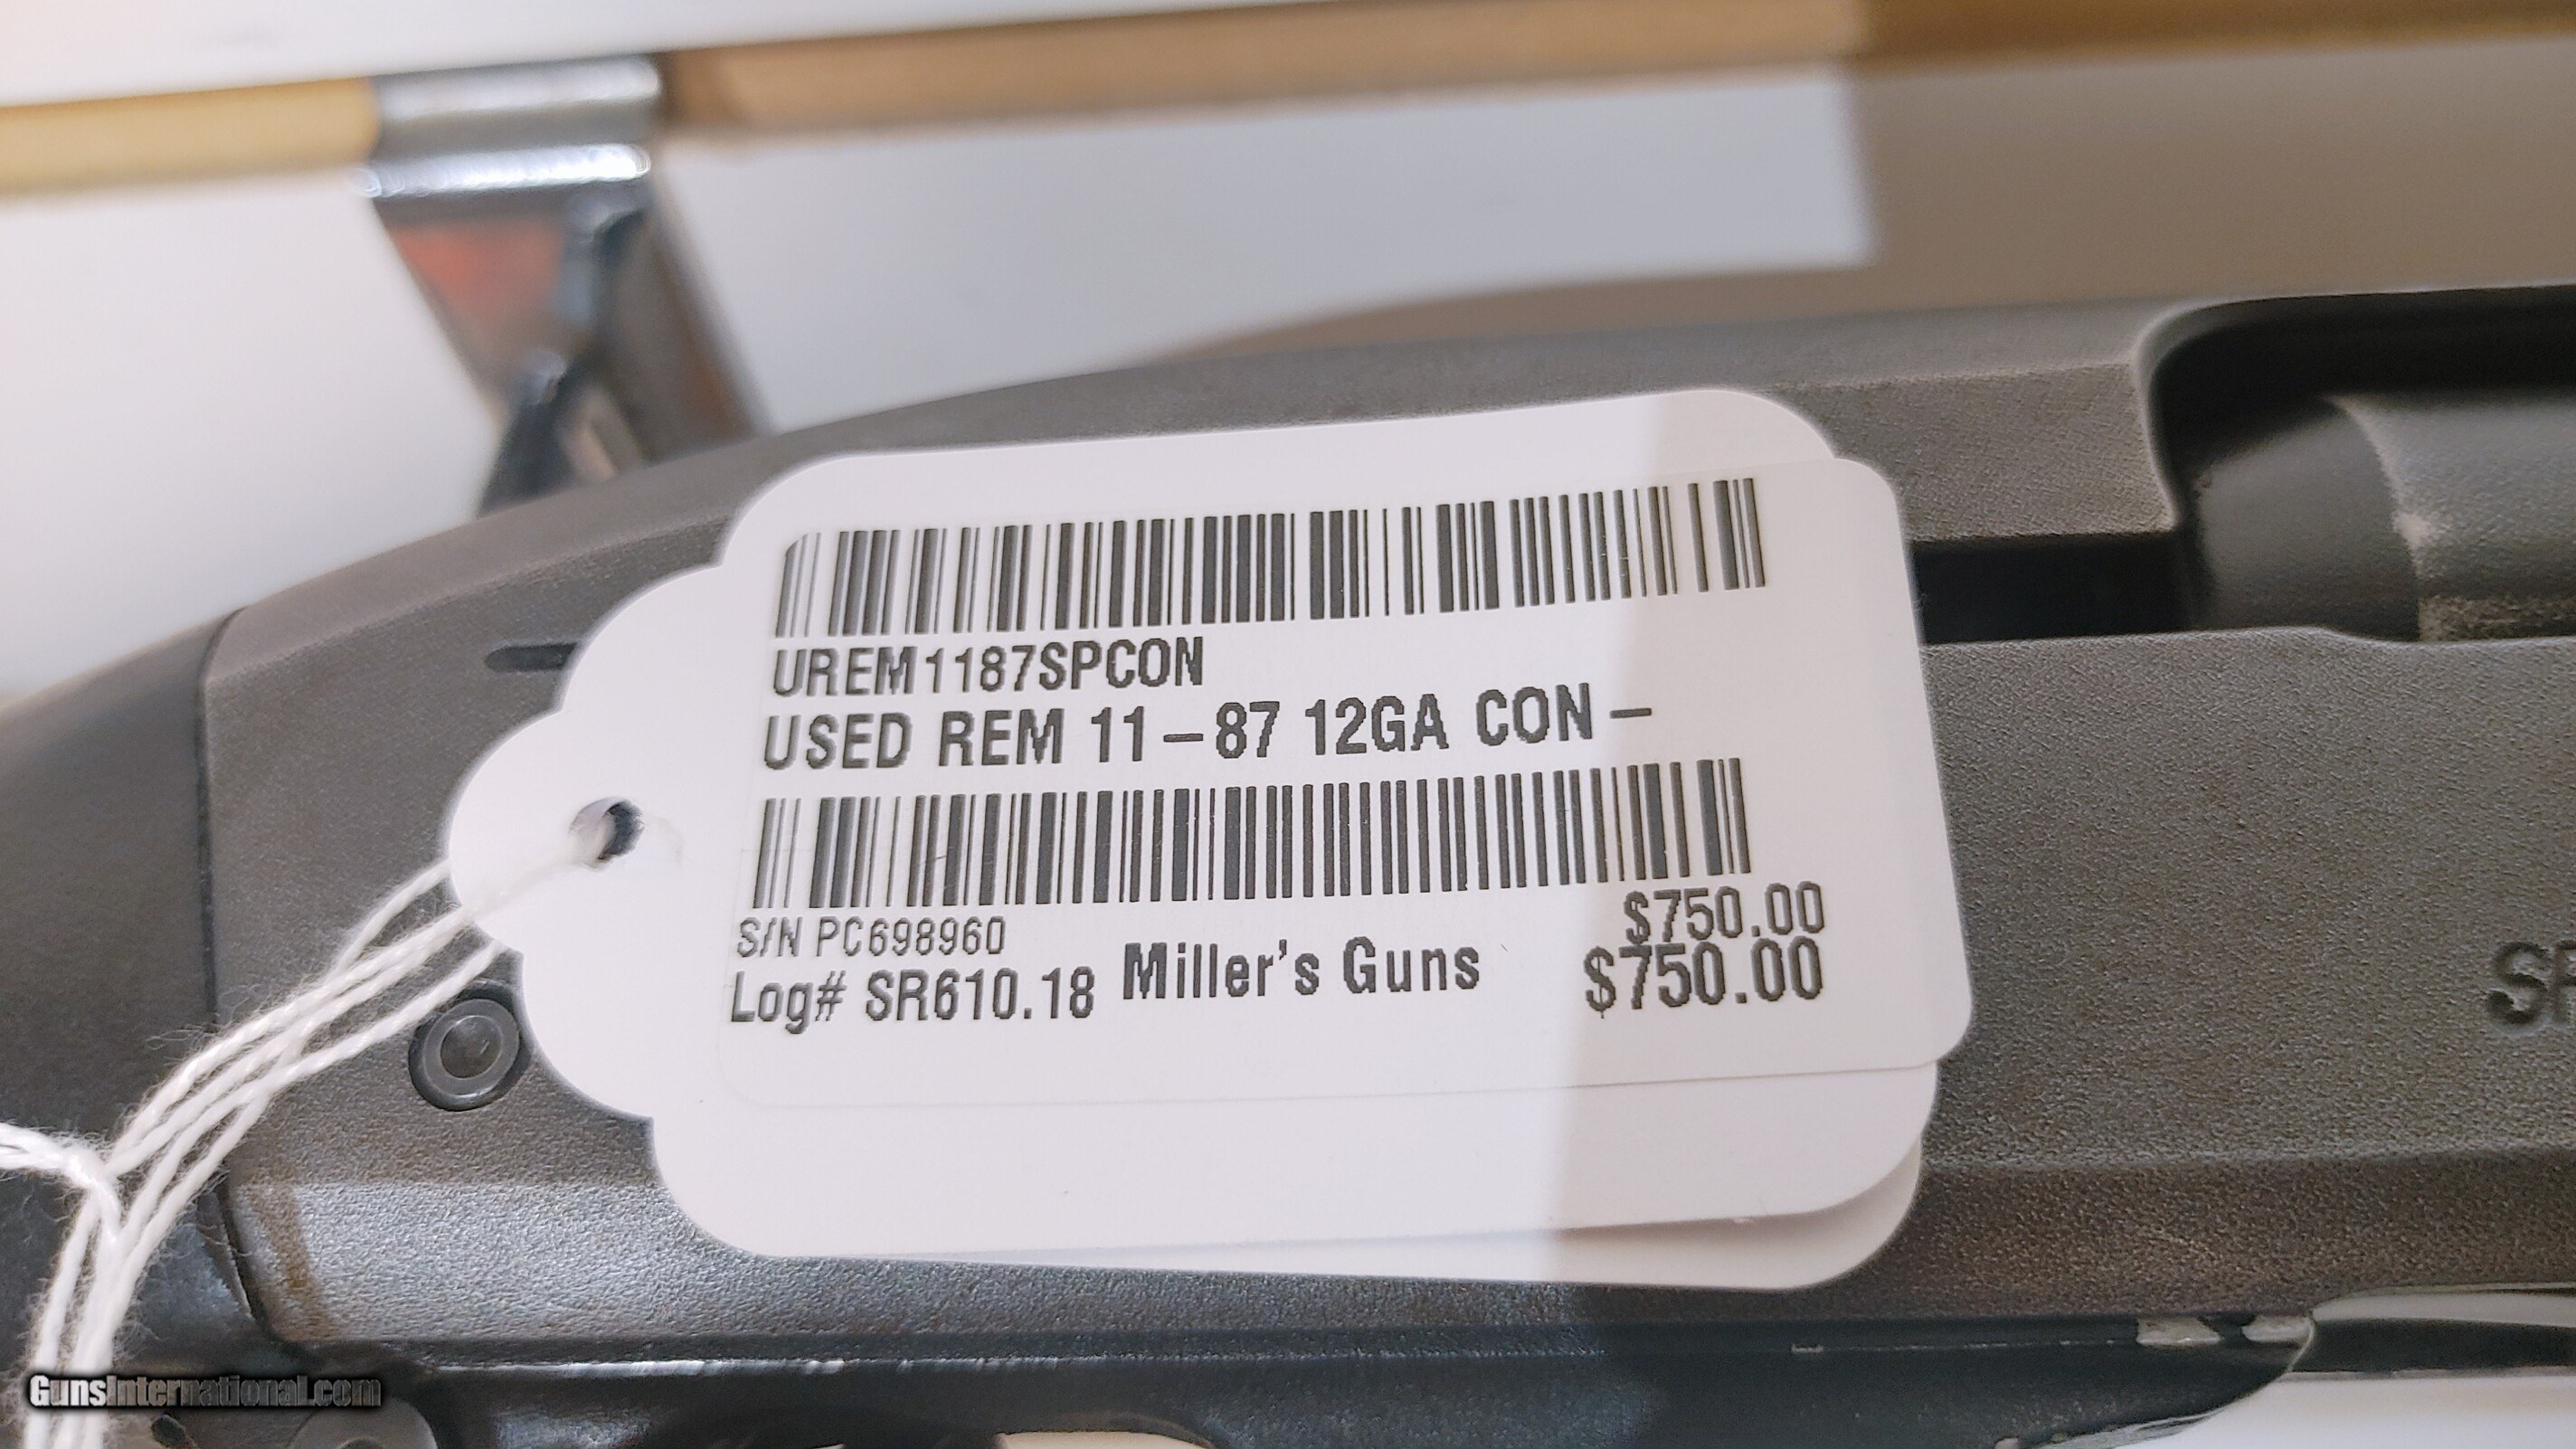 UREM1187SPCON
USED REM 11-87 12GA CON-
$750.00
S/N PC698960
Log# SR610.18 Miller's Guns $750.00
GunsInternational.com